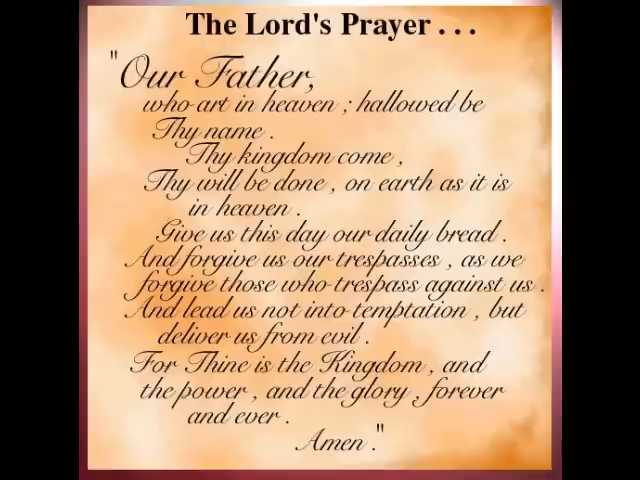 The Lord's Prayer . . .
"Our Father,
who art in heaven ; hallowed be
Thy name .
Thy kingdom come ,
Thy will be done , on earth as it is
in heaven .
Give us this day our daily bread .
And forgive us our trespasses , as we
forgive those who trespass against us .
And lead us not into temptation , but
deliver us from evil .
For Thine is the Kingdom , and
the power , and the glory , forever
and ever .
Amen ."